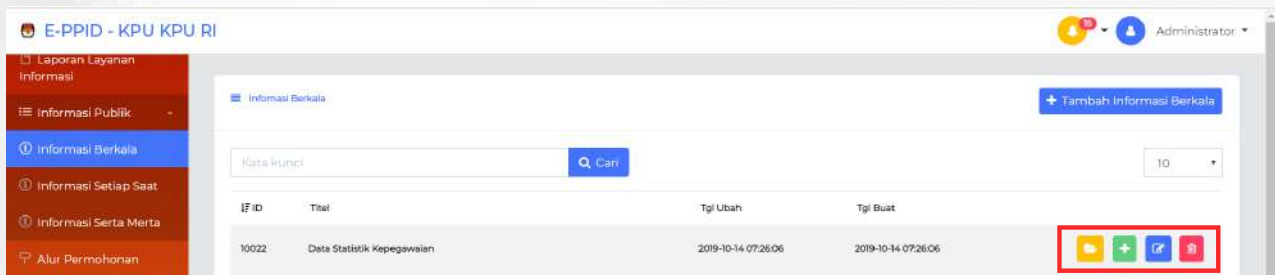 E-PPID - KPU KPU RI
15
Administrator
Laporan Layanan
Informasi
Informasi Publik
Informasi Berkala
Informasi Setiap Saat
Informasi Serta Merta
Alur Permohonan
Infomasi Berkala
+ Tambah Informasi Berkala
Kata kunci
Cari
10
ID Titel Tgl Ubah Tgl Buat
10022 Data Statistik Kepegawaian 2019-10-14 07:26:06 2019-10-14 07:26:06